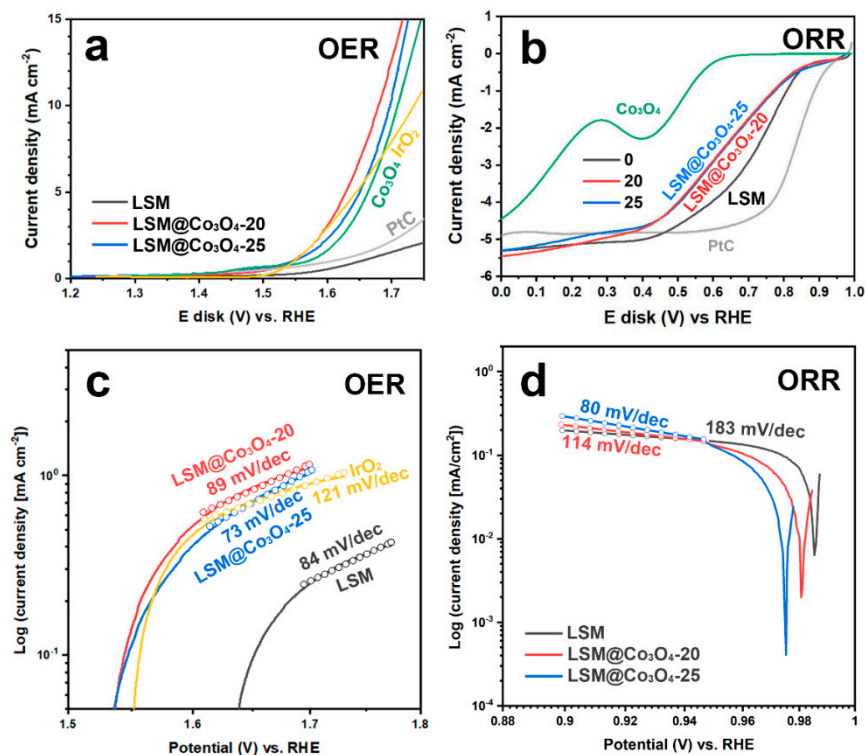 a
OER
Current density (mA cm⁻²)
15
10
5
0
LSM
LSM@Co₃O₄-20
LSM@Co₃O₄-25
Co₃O₄
IrO₂
PtC
1.2
1.3
1.4
1.5
1.6
1.7
E disk (V) vs. RHE
b
ORR
Current density (mA cm⁻²)
0
-1
-2
-3
-4
-5
-6
Co₃O₄
0
20
25
LSM@Co₃O₄-25
LSM@Co₃O₄-20
LSM
PtC
0.0
0.1
0.2
0.3
0.4
0.5
0.6
0.7
0.8
0.9
1.0
E disk (V) vs. RHE
c
OER
Log (current density [mA/cm²])
10⁰
10⁻¹
LSM@Co₃O₄-20
89 mV/dec
IrO₂
121 mV/dec
73 mV/dec
LSM@Co₃O₄-25
84 mV/dec
LSM
1.5
1.6
1.7
1.8
Potential (V) vs. RHE
d
ORR
Log (current density [mA/cm²])
10⁰
10⁻¹
10⁻²
10⁻³
10⁻⁴
80 mV/dec
183 mV/dec
114 mV/dec
LSM
LSM@Co₃O₄-20
LSM@Co₃O₄-25
0.88
0.9
0.92
0.94
0.96
0.98
1
Potential (V) vs. RHE